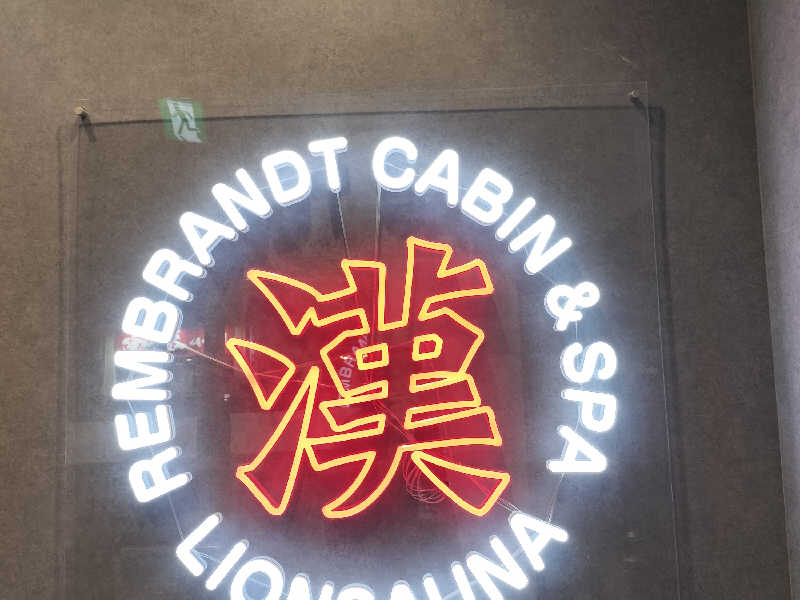 REMBRANDT CABIN & SPA
漢
LIONSAUNA